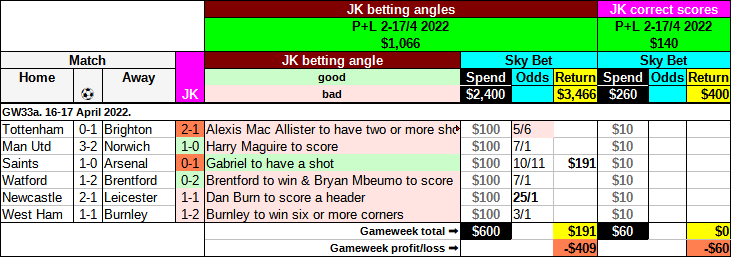 JK betting angles JK correct scores
P+L 2-17/4 2022 P+L 2-17/4 2022
$1,066 $140
Match JK betting angle Sky Bet Sky Bet
Home ⚽ Away JK good Spend Odds Return Spend Odds Return
bad $2,400 $3,466 $260 $400
GW33a. 16-17 April 2022.
Tottenham 0-1 Brighton 2-1 Alexis Mac Allister to have two or more sho $100 5/6 $10
Man Utd 3-2 Norwich 1-0 Harry Maguire to score $100 7/1 $10
Saints 1-0 Arsenal 0-1 Gabriel to have a shot $100 10/11 $191 $10
Watford 1-2 Brentford 0-2 Brentford to win & Bryan Mbeumo to score $100 7/1 $10
Newcastle 2-1 Leicester 1-1 Dan Burn to score a header $100 25/1 $10
West Ham 1-1 Burnley 1-2 Burnley to win six or more corners $100 3/1 $10
Gameweek total ➡ $600 $191 $60 $0
Gameweek profit/loss ➡ -$409 -$60